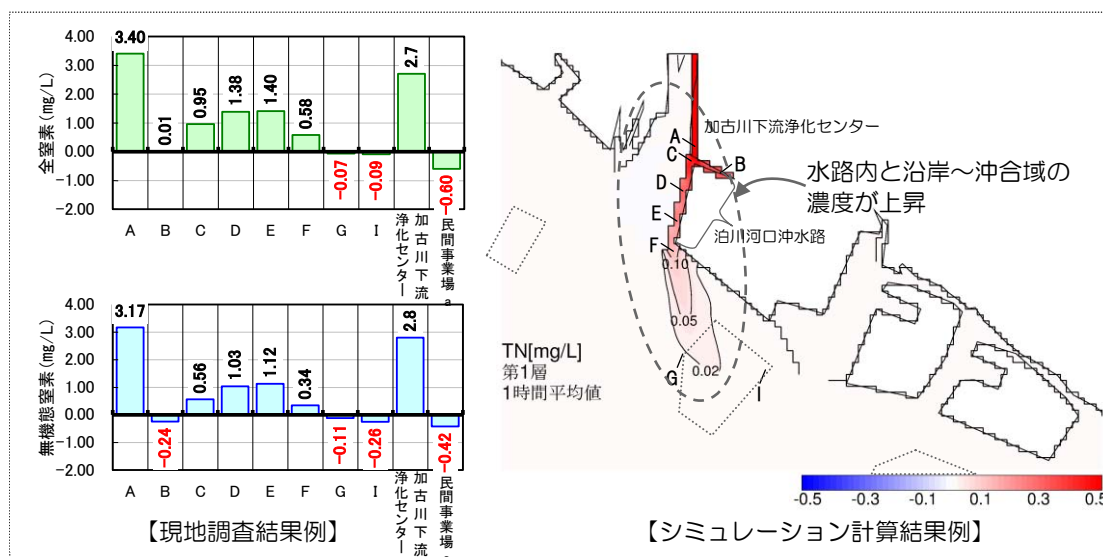 全窒素(mg/L)
4.00
3.00
2.00
1.00
0.00
-1.00
-2.00
3.40
0.01
0.95
1.38
1.40
0.58
-0.07
-0.09
2.7
-0.60
A B C D E F G I
加古川下流
浄化センター
民間事業場a
無機態窒素(mg/L)
4.00
3.00
2.00
1.00
0.00
-1.00
-2.00
3.17
-0.24
0.56
1.03
1.12
0.34
-0.11
-0.26
2.8
-0.42
A B C D E F G I
加古川下流
浄化センター
民間事業場
【現地調査結果例】
加古川下流浄化センター
A
C
B
D
E
F
水路内と沿岸～沖合域の
濃度が上昇
泊川河口沖水路
0.10
0.05
0.02
G
I
TN[mg/L]
第1層
1時間平均値
-0.5 -0.3 -0.1 0.1 0.3 0.5
【シミュレーション計算結果例】